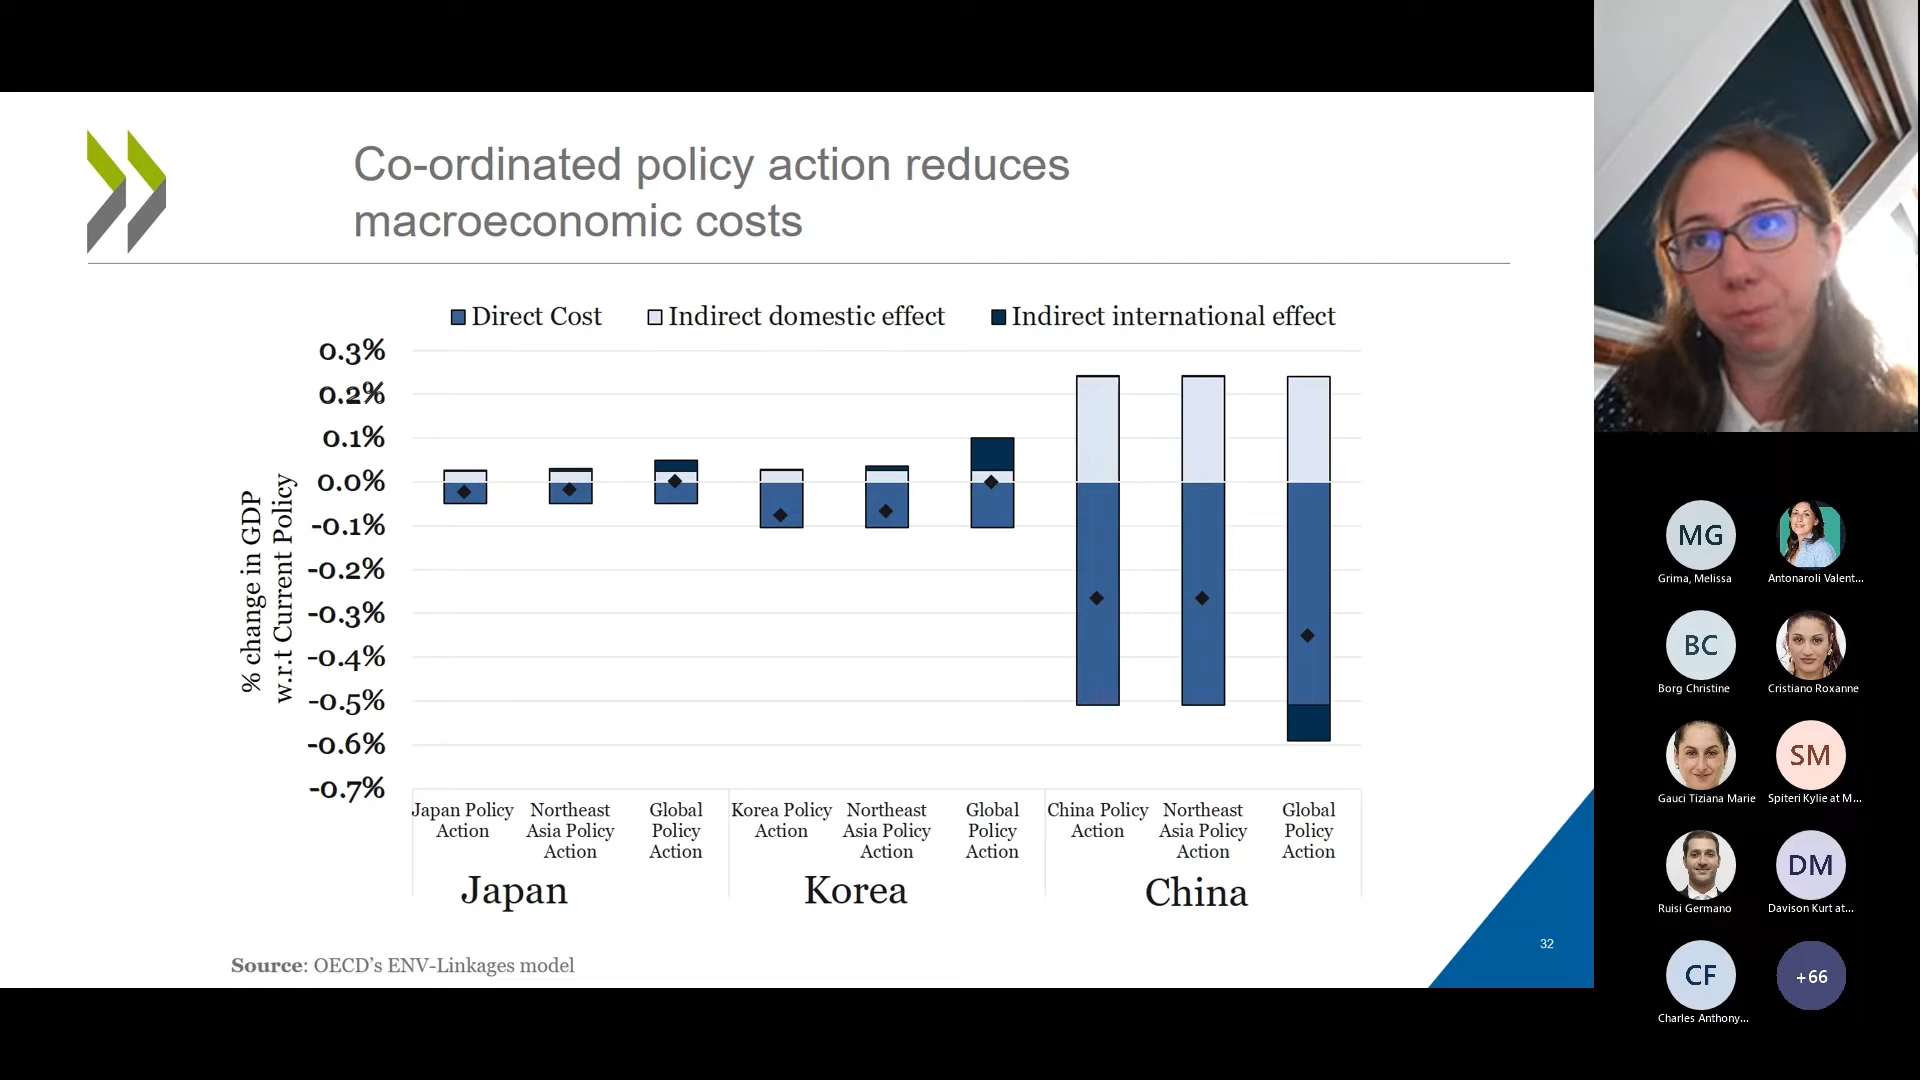 Co-ordinated policy action reduces
macroeconomic costs
Direct Cost
Indirect domestic effect
Indirect international effect
% change in GDP
w.r.t Current Policy
0.3%
0.2%
0.1%
0.0%
-0.1%
-0.2%
-0.3%
-0.4%
-0.5%
-0.6%
-0.7%
Japan Policy
Action
Northeast
Asia Policy
Action
Global
Policy
Action
Korea Policy
Action
Northeast
Asia Policy
Action
Global
Policy
Action
China Policy
Action
Northeast
Asia Policy
Action
Global
Policy
Action
Japan
Korea
China
Source: OECD’s ENV-Linkages model
32
MG
Grima, Melissa
Antonaroli Valent...
BC
Borg Christine
Cristiano Roxanne
Gauci Tiziana Marie
SM
Spiteri Kylie at M...
Ruisi Germano
DM
Davison Kurt at...
CF
Charles Anthony...
+66